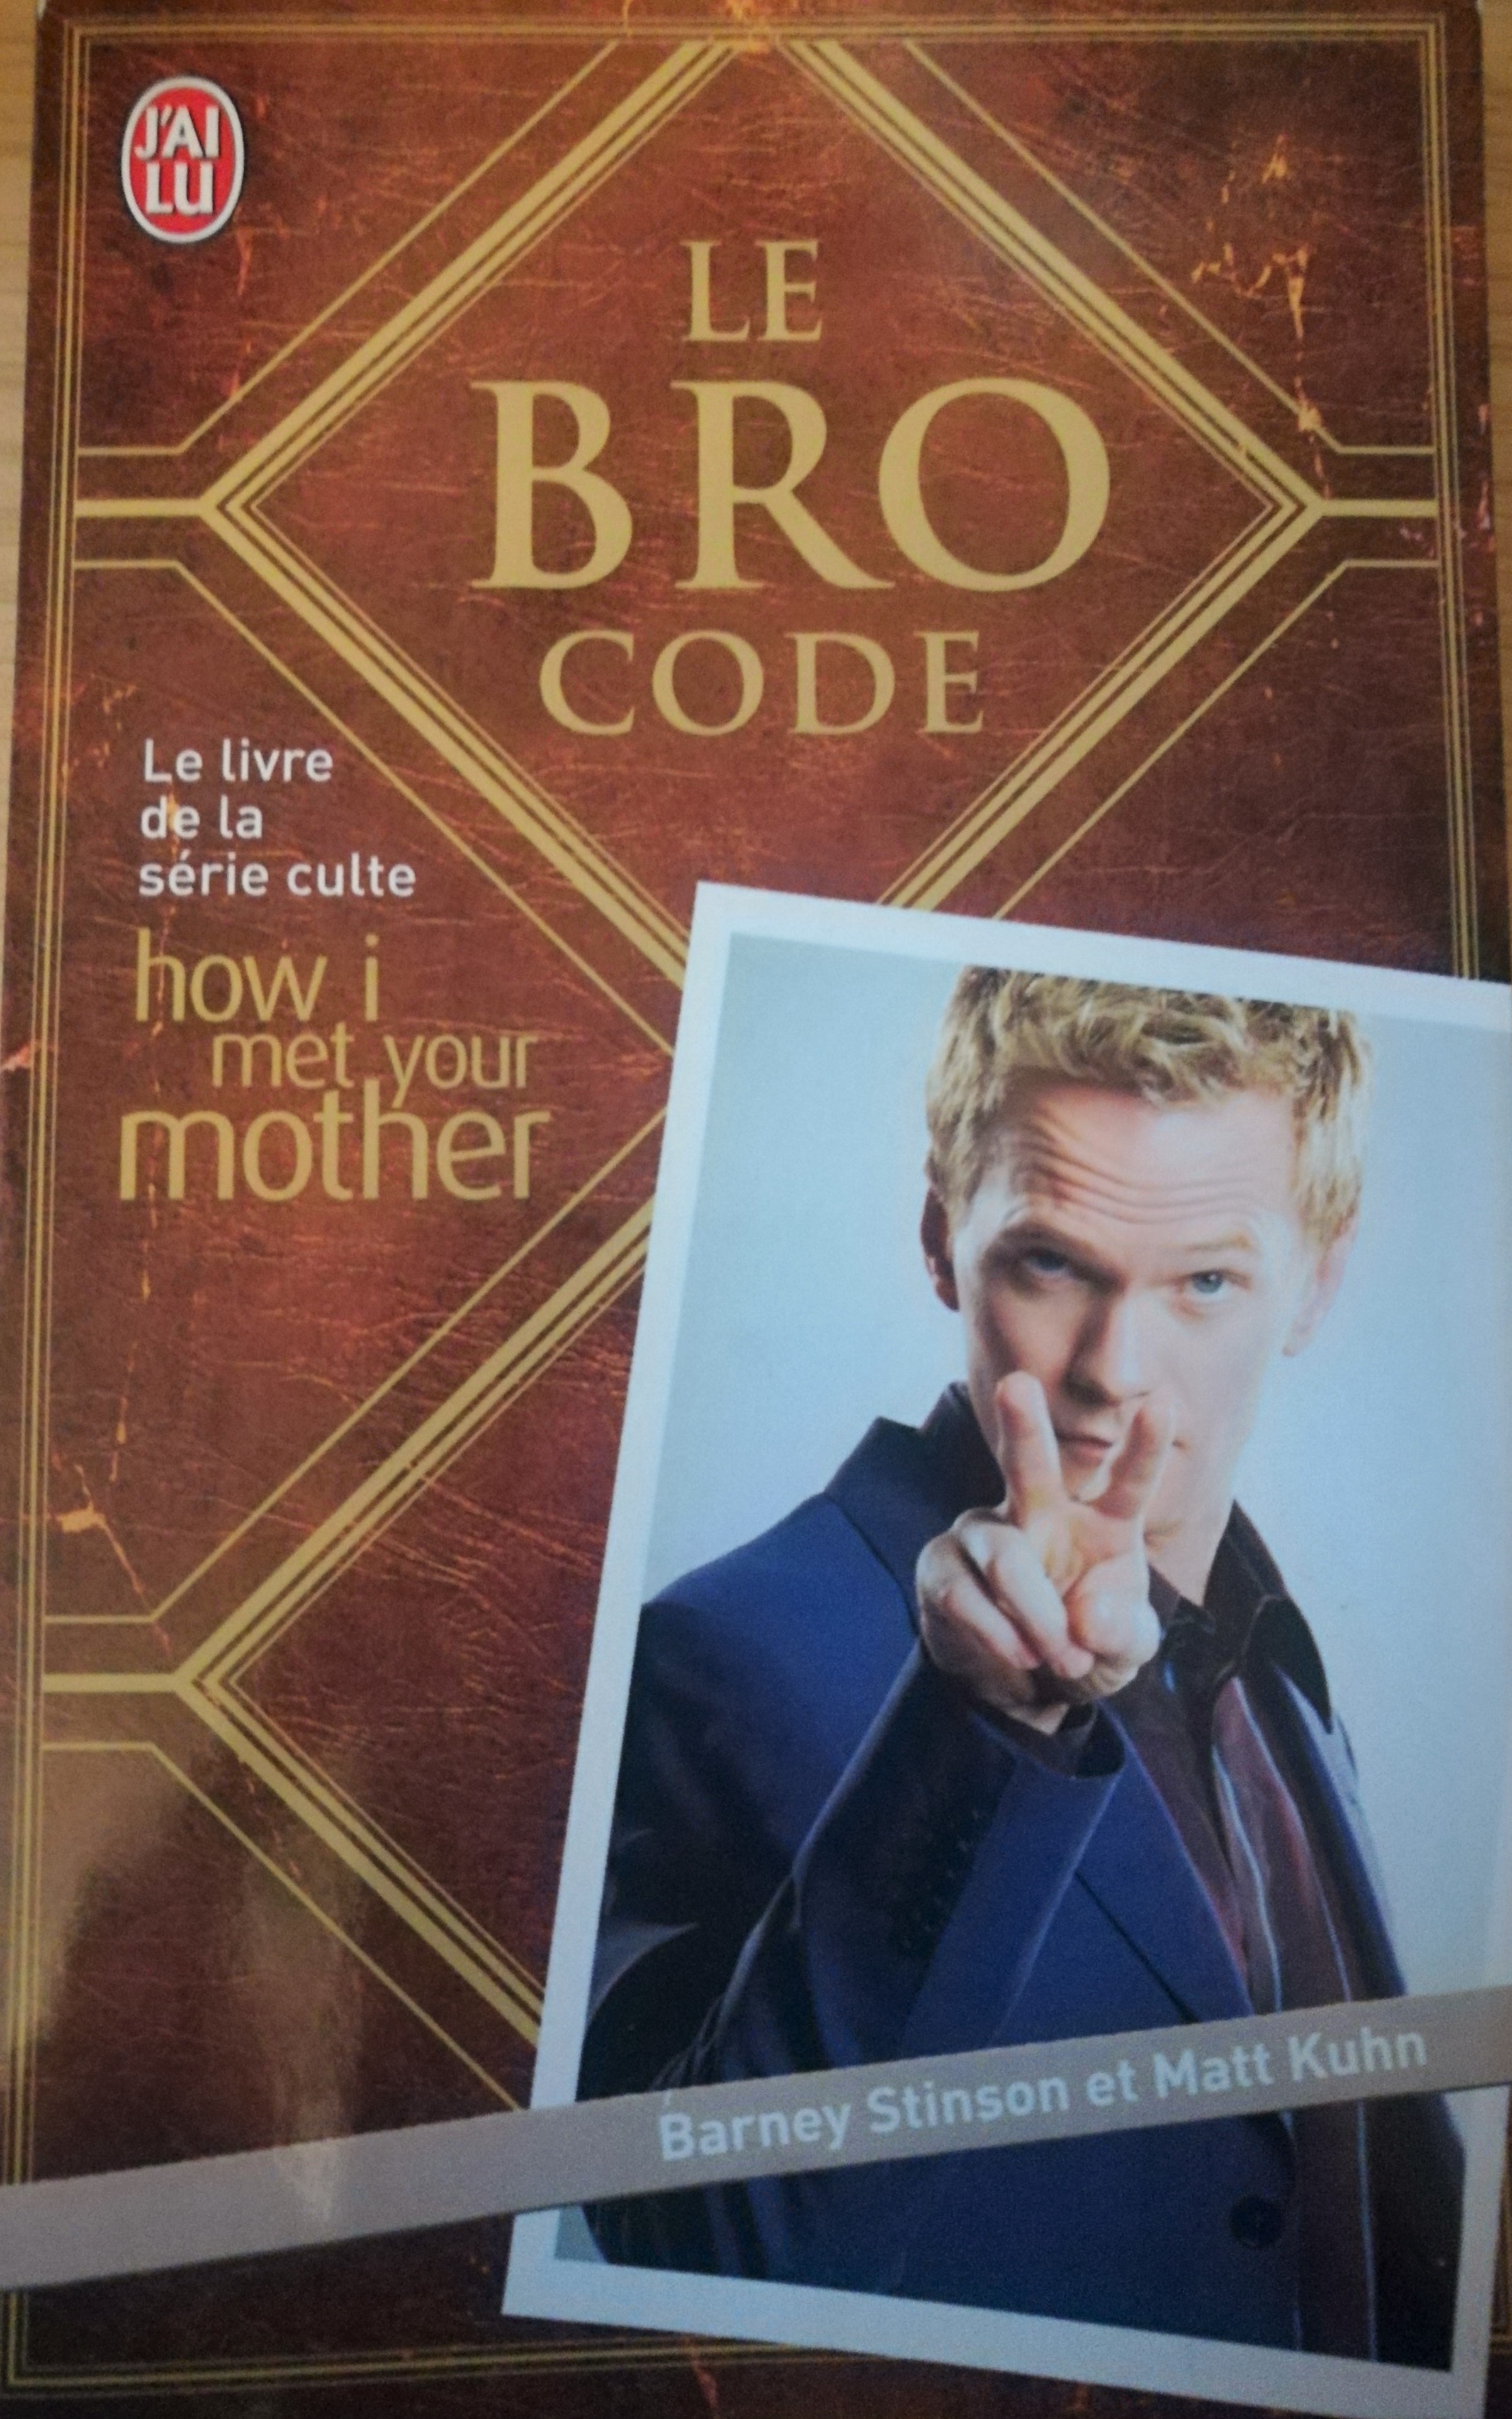 J'AI
LU
LE
BRO
CODE
Le livre
de la
série culte
how i
met your
mother
Barney Stinson et Matt Kuhn